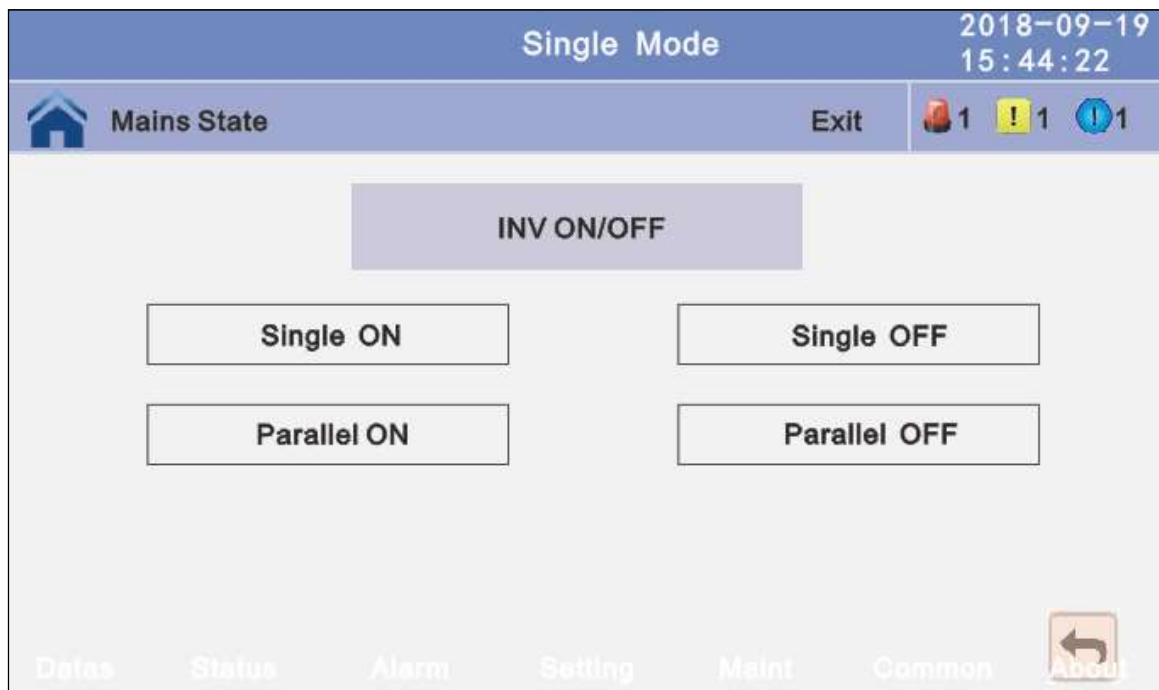 Single Mode
2018-09-19
15:44:22
Mains State Exit 1 ! 1 ! 1
INV ON/OFF
Single ON Single OFF
Parallel ON Parallel OFF
Datas Status Alarm Setting Maint Common About